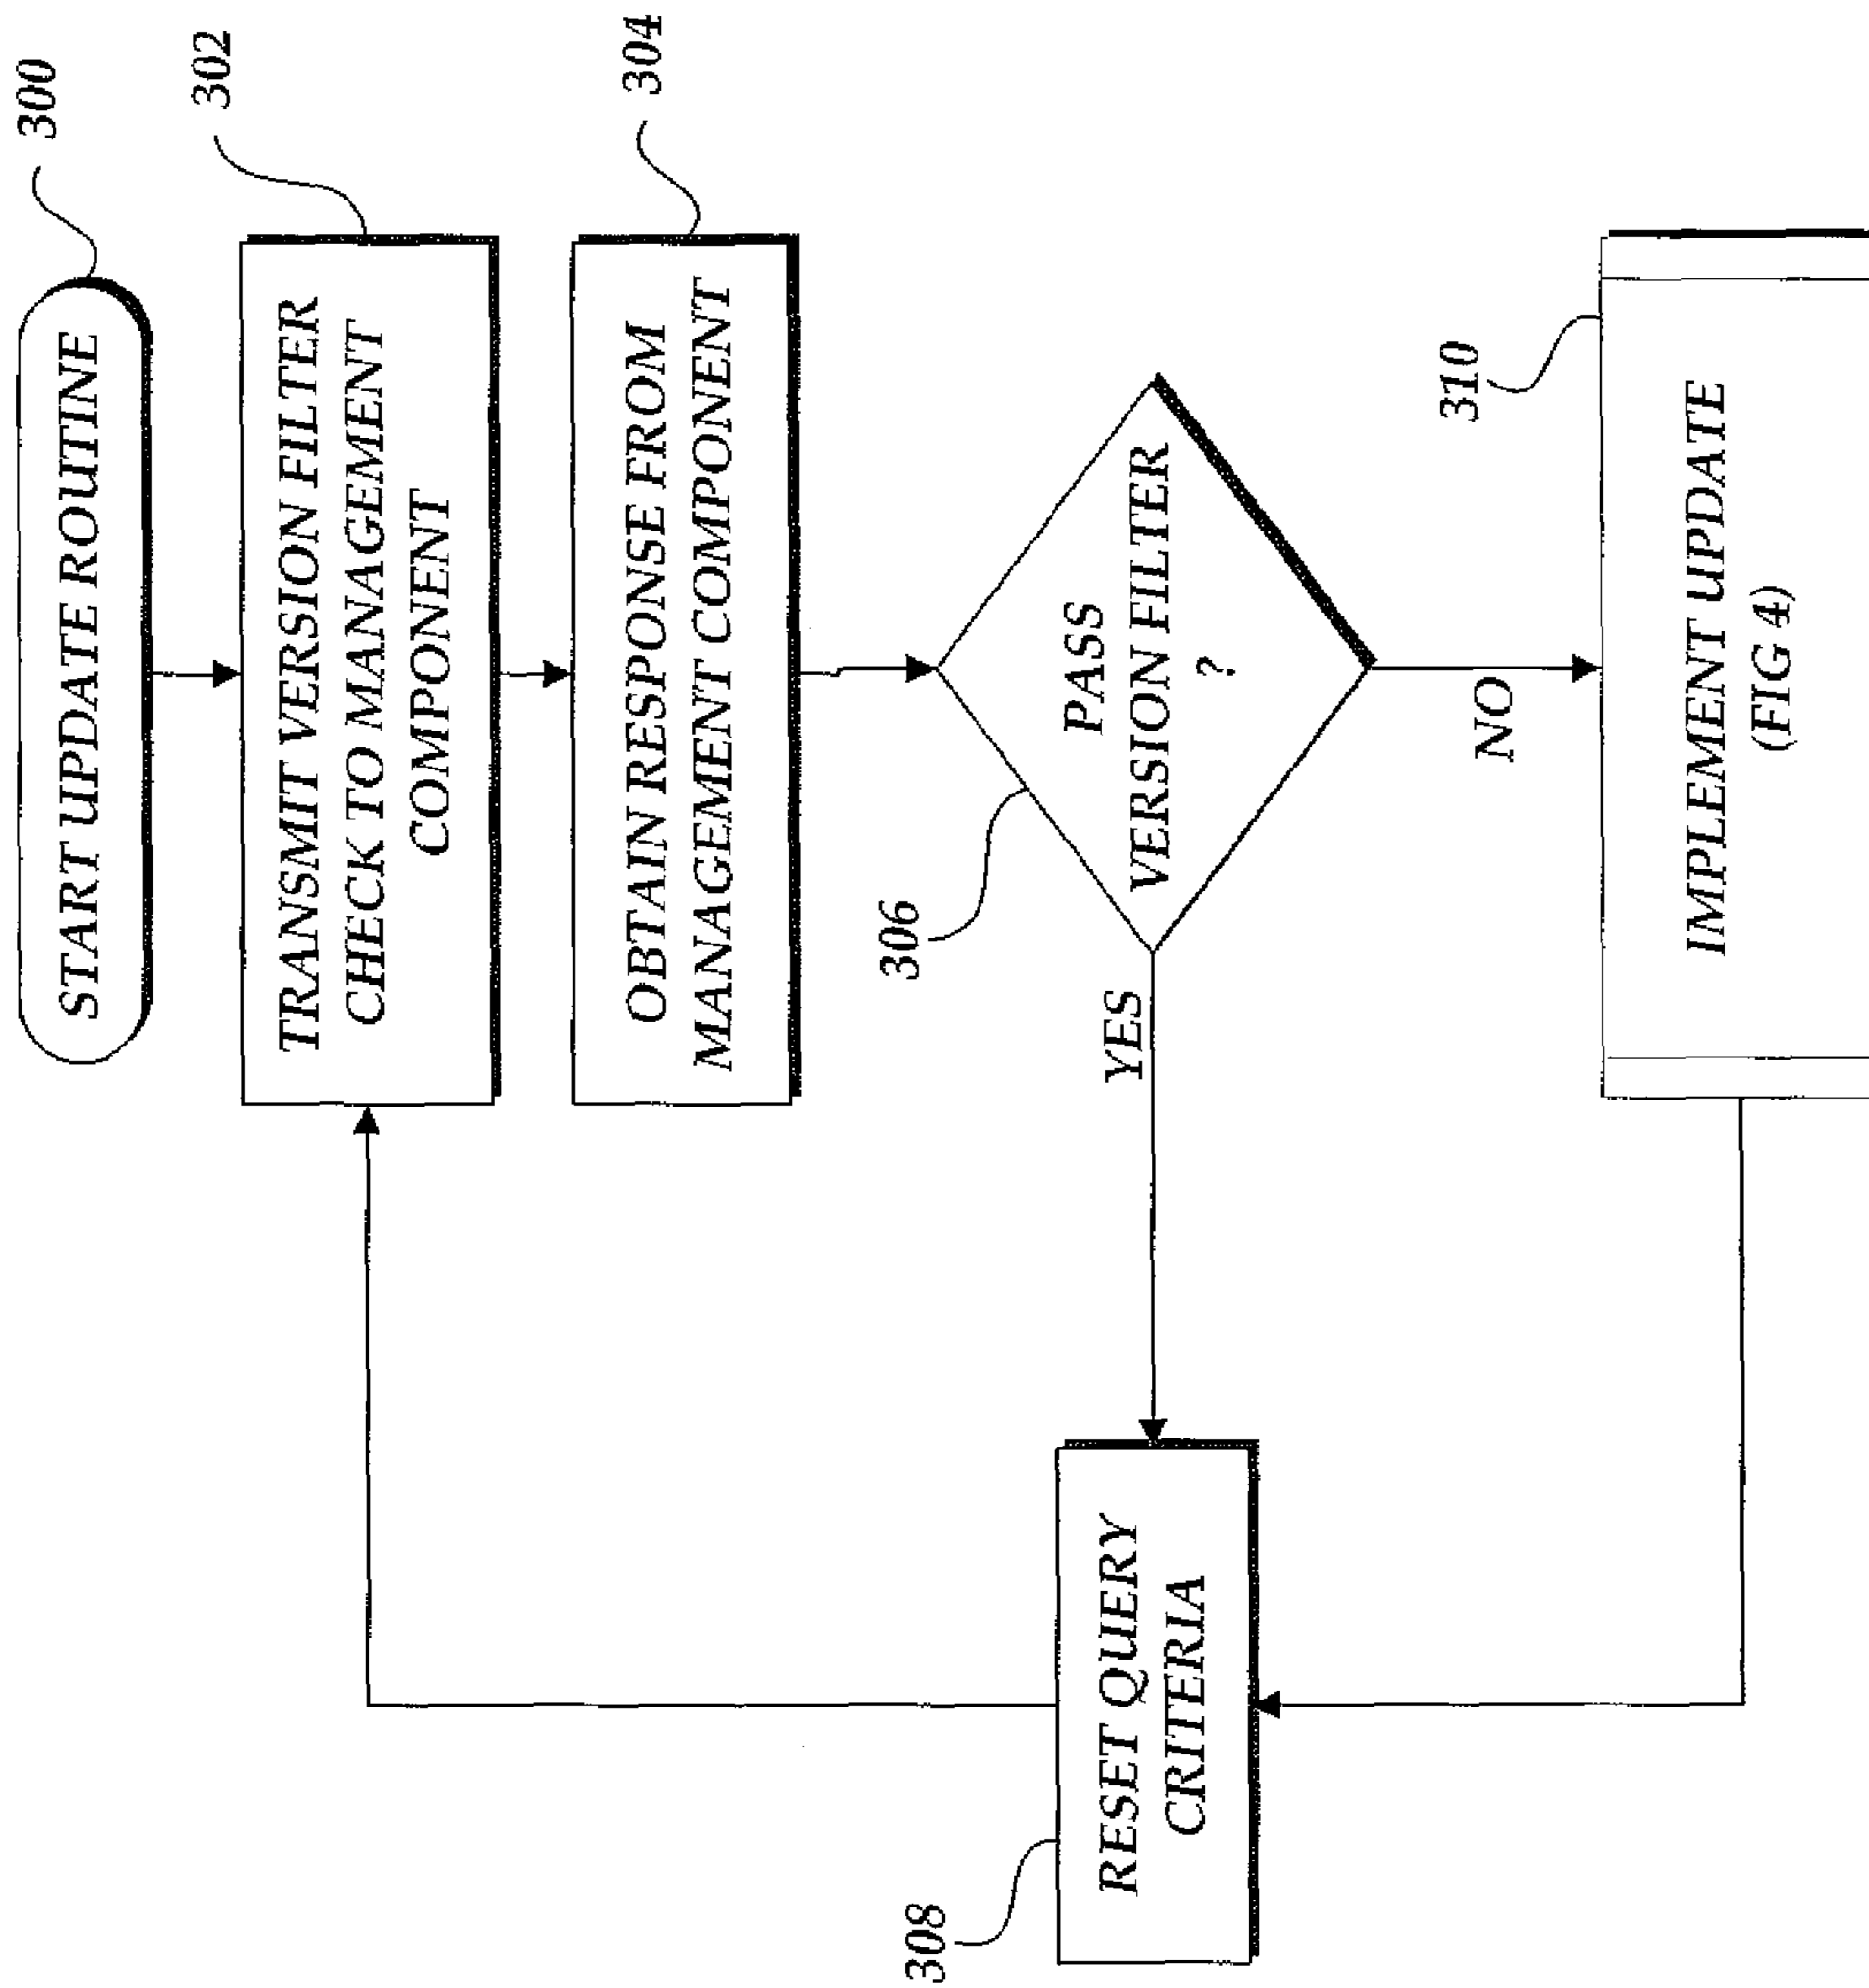 300
START UPDATE ROUTINE
302
TRANSMIT VERSION FILTER
CHECK TO MANAGEMENT
COMPONENT
304
OBTAIN RESPONSE FROM
MANAGEMENT COMPONENT
306
PASS
VERSION FILTER
?
YES
NO
308
RESET QUERY
CRITERIA
310
IMPLEMENT UPDATE
(FIG 4)